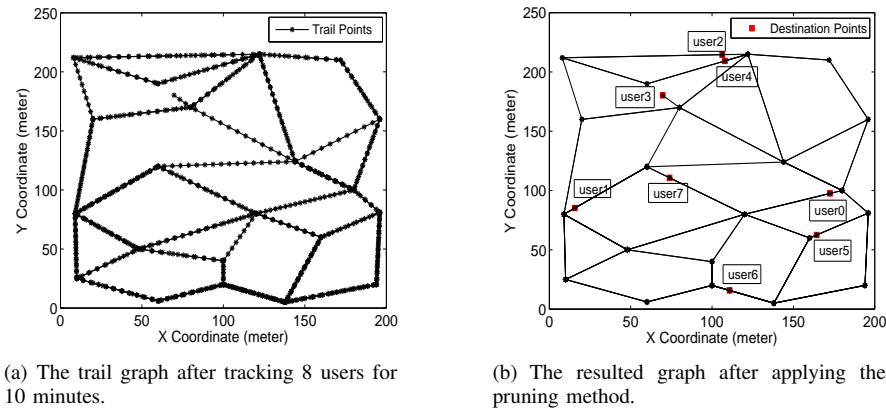 Trail Points
250
200
150
100
50
0
Y Coordinate (meter)
0 50 100 150 200
X Coordinate (meter)
(a) The trail graph after tracking 8 users for
10 minutes.
Destination Points
user2
user4
user3
user1
user7
user0
user5
user6
250
200
150
100
50
0
Y Coordinate (meter)
0 50 100 150 200
X Coordinate (meter)
(b) The resulted graph after applying the
pruning method.